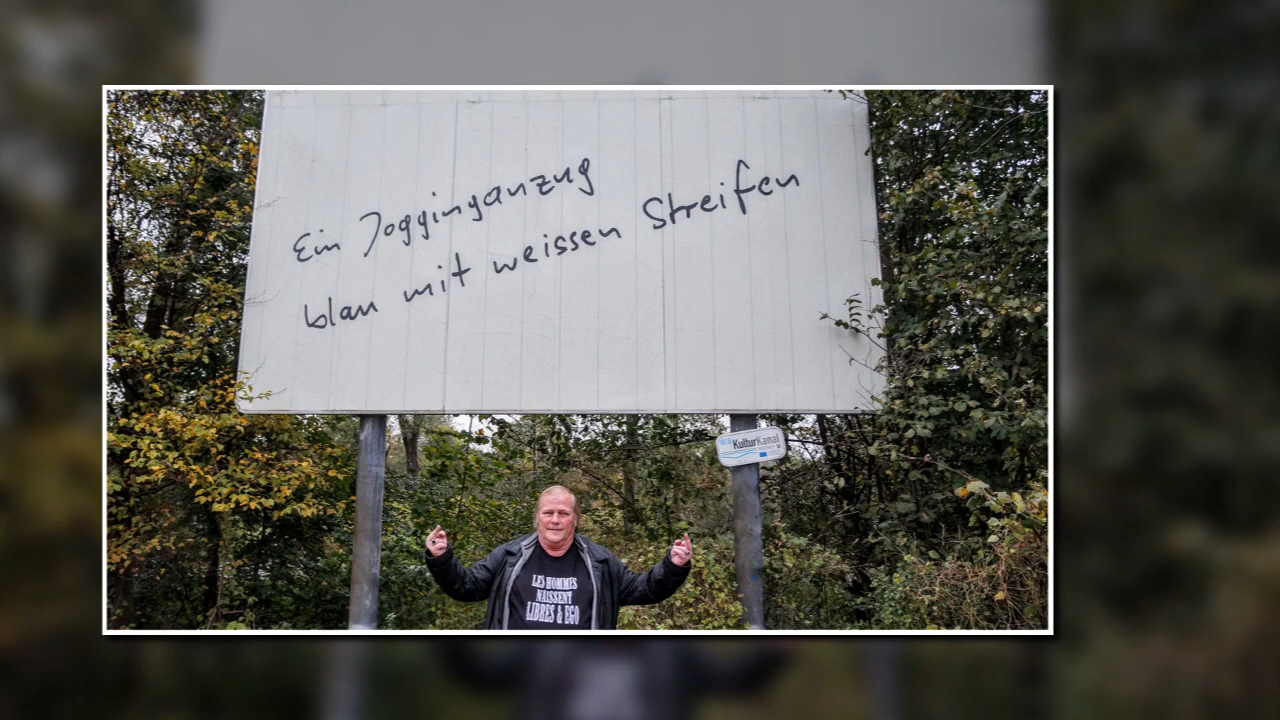 Ein Jogginganzug
blau mit weissen Streifen
KulturKanal
LES HOMMES
NAISSENT
LIBRES & EGO